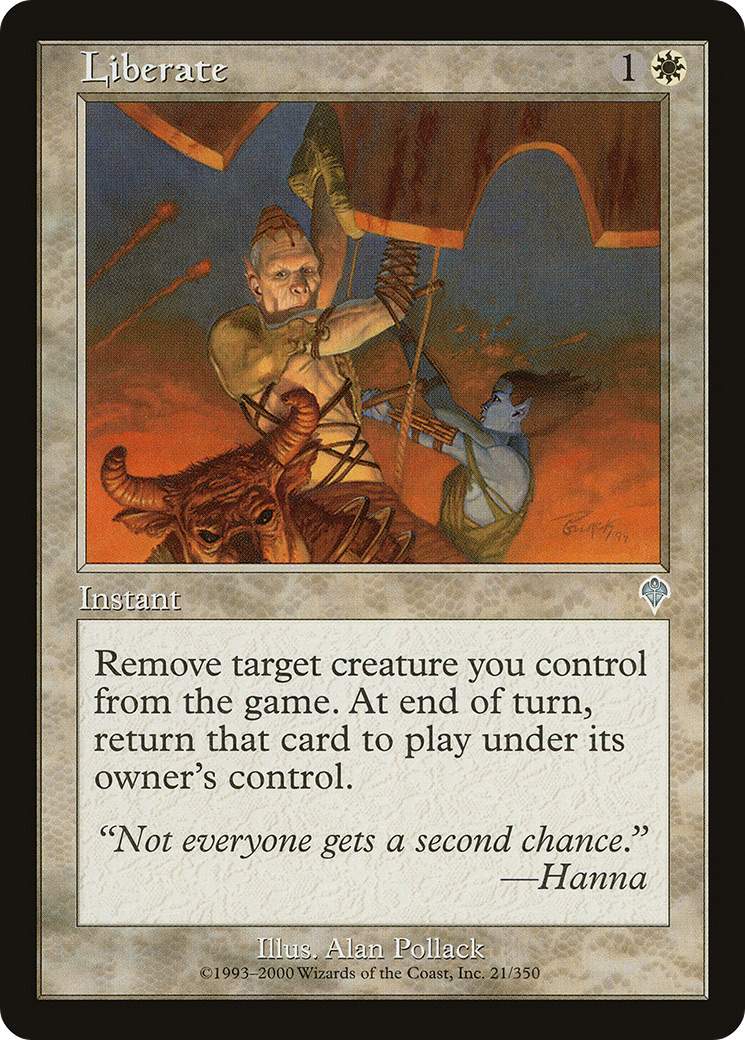 Liberate 1
Instant
Remove target creature you control
from the game. At end of turn,
return that card to play under its
owner's control.
“Not everyone gets a second chance.”
—Hanna
Illus. Alan Pollack
©1993–2000 Wizards of the Coast, Inc. 21/350